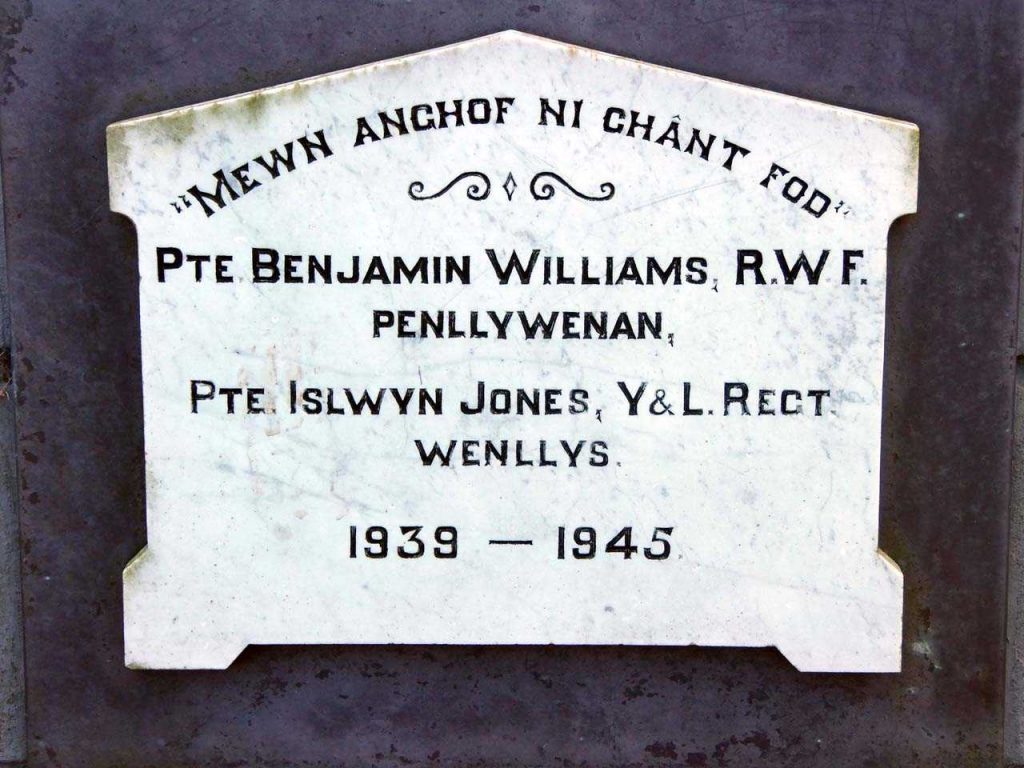 "MEWN ANGHOF NI CHÂNT FOD"
PTE. BENJAMIN WILLIAMS, R.W.F.
PENLLYWENAN,
PTE. ISLWYN JONES, Y&L. REGT.
WENLLYS.
1939 — 1945.